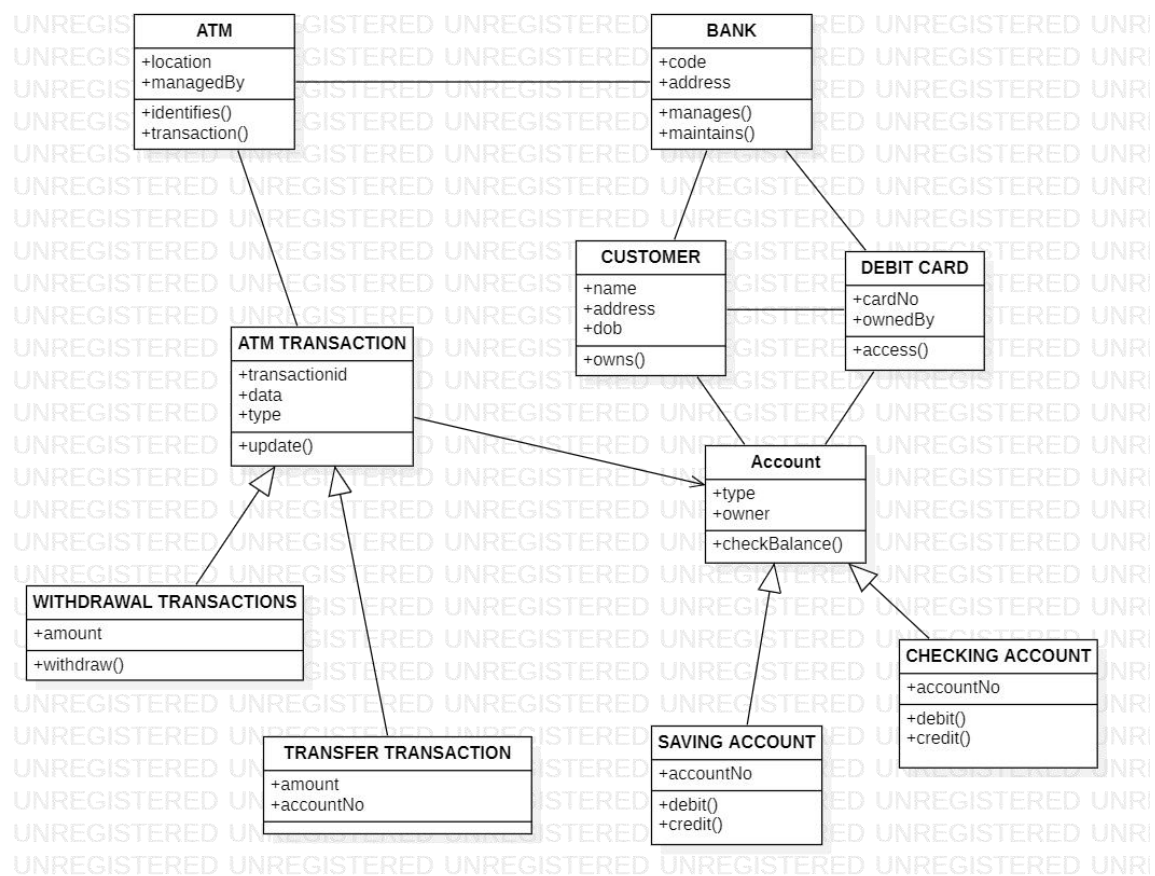 ATM
+location
+managedBy
+identifies()
+transaction()
BANK
+code
+address
+manages()
+maintains()
CUSTOMER
+name
+address
+dob
+owns()
DEBIT CARD
+cardNo
+ownedBy
+access()
ATM TRANSACTION
+transactionid
+data
+type
+update()
Account
+type
+owner
+checkBalance()
WITHDRAWAL TRANSACTIONS
+amount
+withdraw()
TRANSFER TRANSACTION
+amount
+accountNo
SAVING ACCOUNT
+accountNo
+debit()
+credit()
CHECKING ACCOUNT
+accountNo
+debit()
+credit()
UNREGISTERED